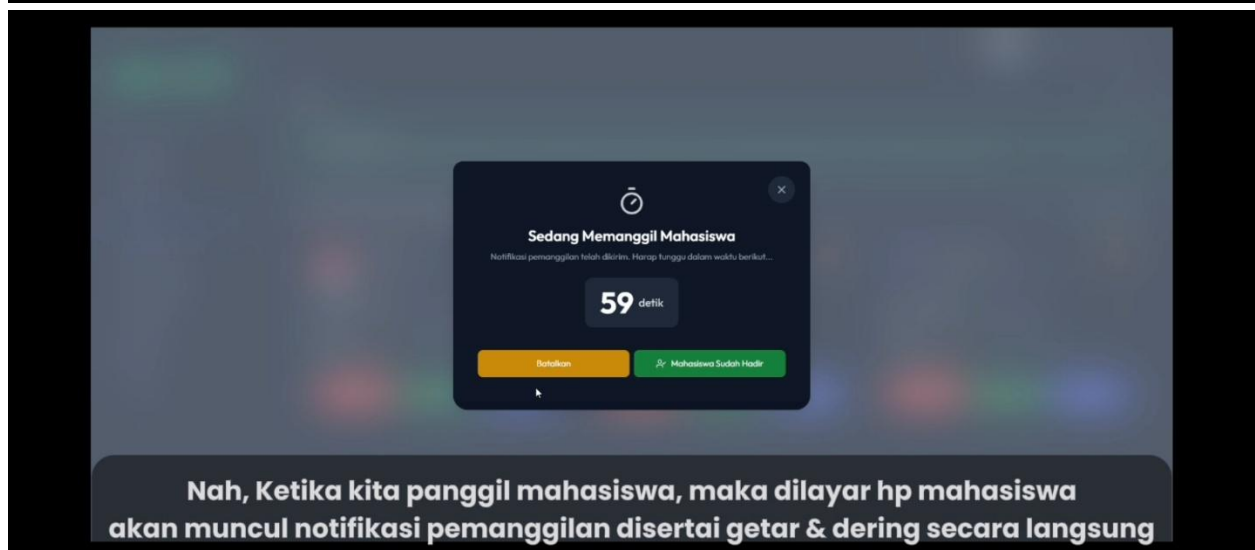 Sedang Memanggil Mahasiswa
Notifikasi pemanggilan telah dikirim. Harap tunggu dalam waktu berikut...
59 detik
Batalkan
Mahasiswa Sudah Hadir
Nah, Ketika kita panggil mahasiswa, maka dilayar hp mahasiswa
akan muncul notifikasi pemanggilan disertai getar & dering secara langsung